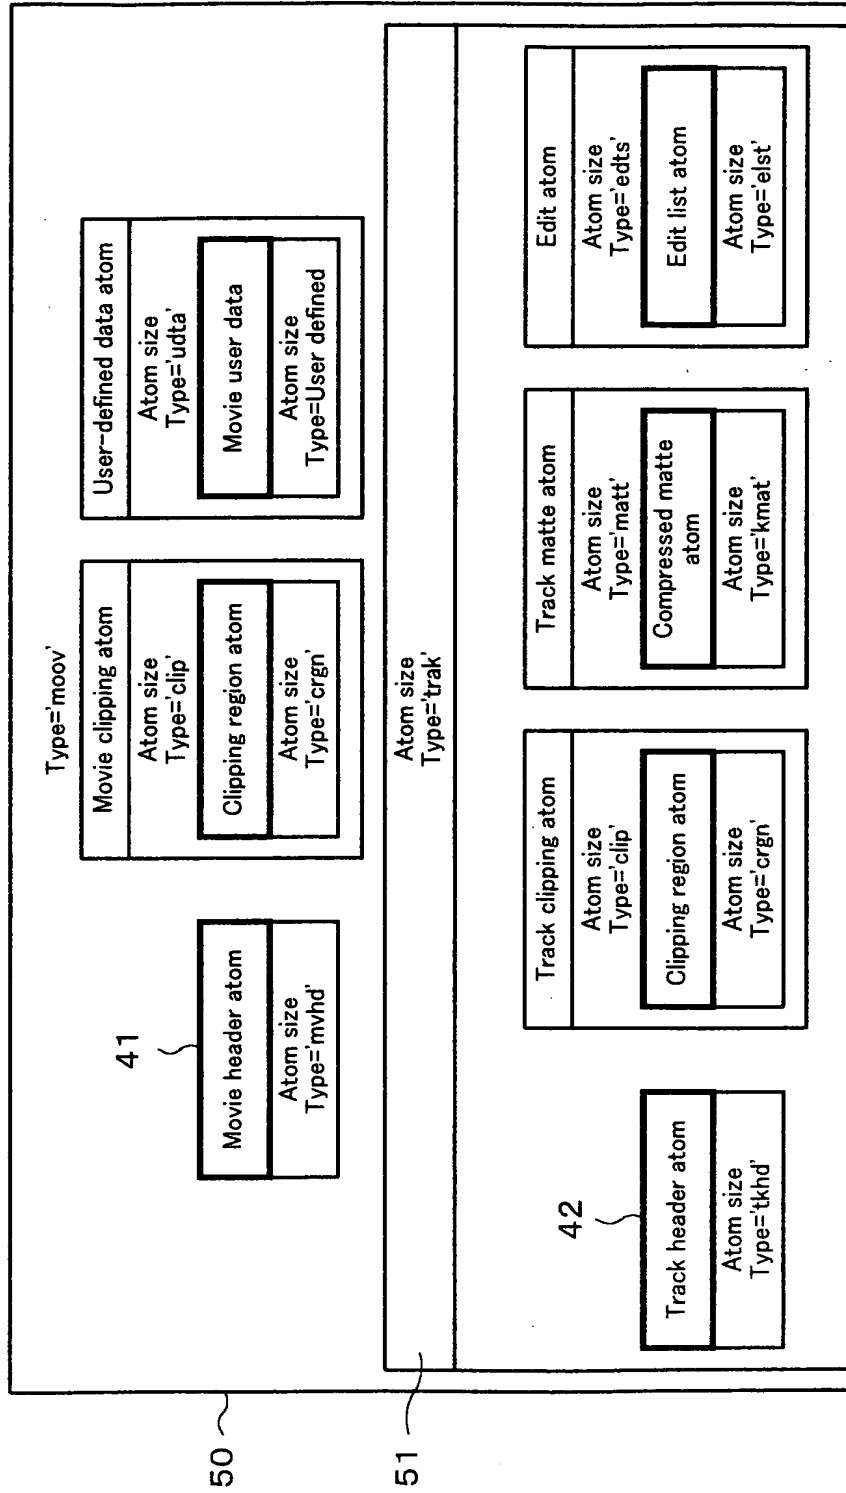 50
Type='moov'
41
Movie header atom
Atom size
Type='mvhd'
Movie clipping atom
Atom size
Type='clip'
Clipping region atom
Atom size
Type='crgn'
User-defined data atom
Atom size
Type='udta'
Movie user data
Atom size
Type=User defined
51
Atom size
Type='trak'
42
Track header atom
Atom size
Type='tkhd'
Track clipping atom
Atom size
Type='clip'
Clipping region atom
Atom size
Type='crgn'
Track matte atom
Atom size
Type='matt'
Compressed matte
atom
Atom size
Type='kmat'
Edit atom
Atom size
Type='edts'
Edit list atom
Atom size
Type='elst'